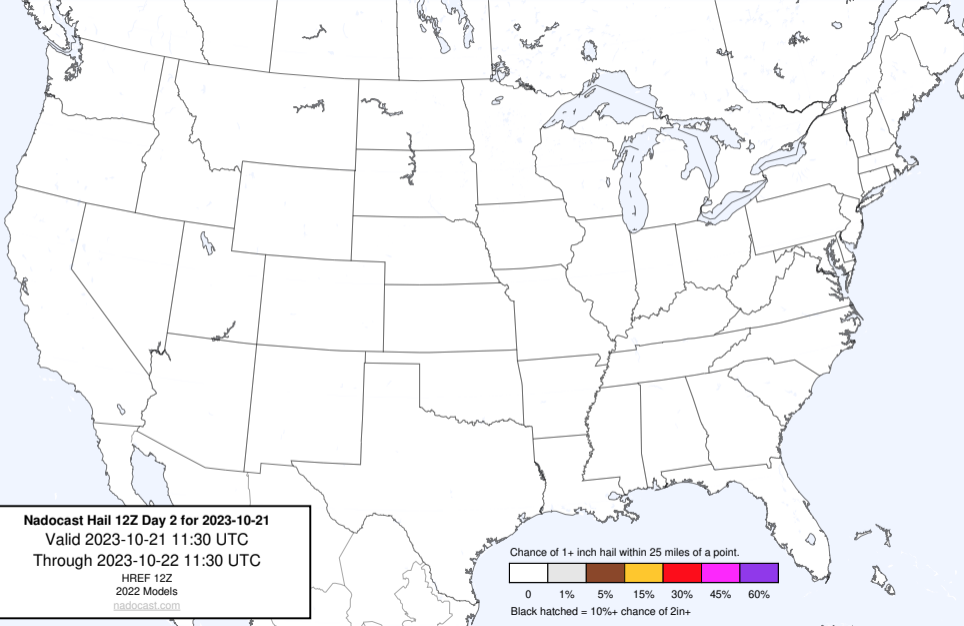 Nadocast Hail 12Z Day 2 for 2023-10-21
Valid 2023-10-21 11:30 UTC
Through 2023-10-22 11:30 UTC
HREF 12Z
2022 Models
nadocast.com
Chance of 1+ inch hail within 25 miles of a point.
0 1% 5% 15% 30% 45% 60%
Black hatched = 10%+ chance of 2in+